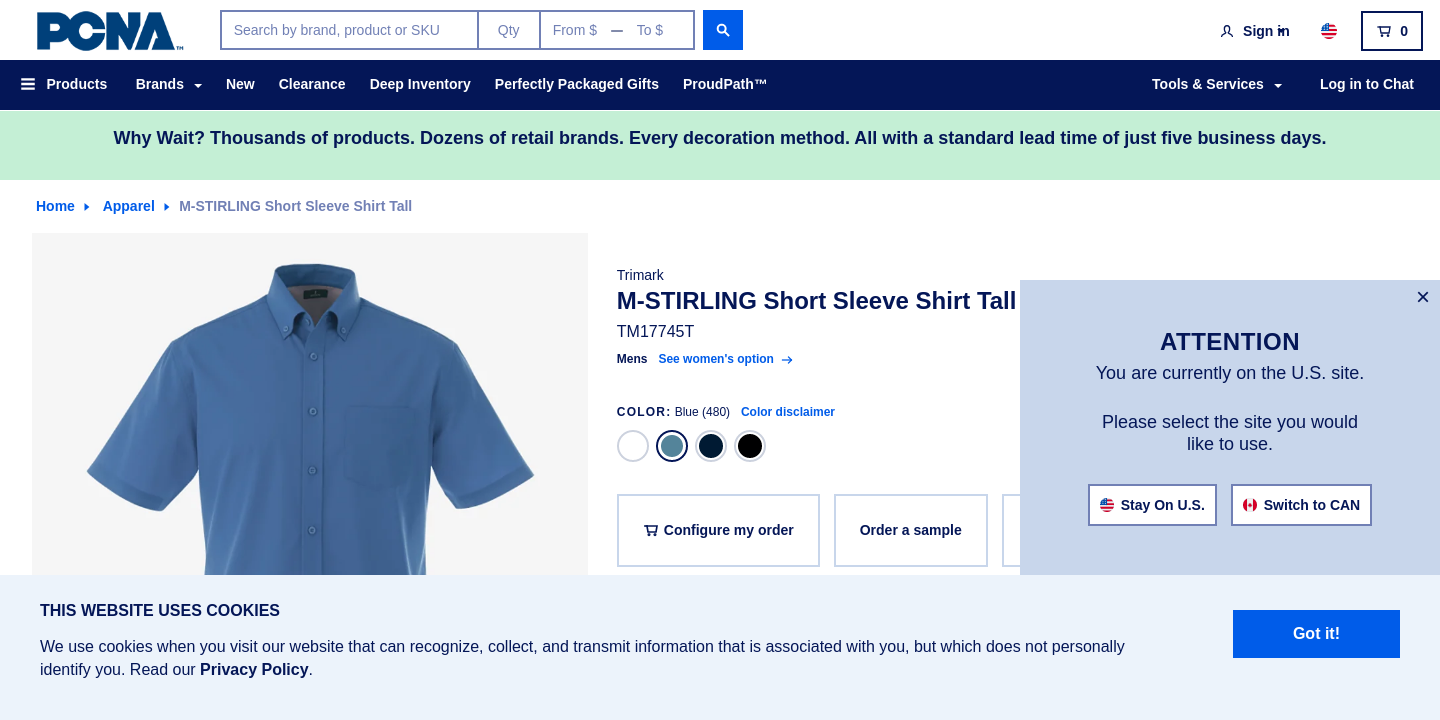 PCNA™
Search by brand, product or SKU
Qty
From $ — To $
Sign in
0
Products
Brands
New
Clearance
Deep Inventory
Perfectly Packaged Gifts
ProudPath™
Tools & Services
Log in to Chat
Why Wait? Thousands of products. Dozens of retail brands. Every decoration method. All with a standard lead time of just five business days.
Home
Apparel
M-STIRLING Short Sleeve Shirt Tall
Trimark
M-STIRLING Short Sleeve Shirt Tall
TM17745T
Mens See women's option
COLOR: Blue (480) Color disclaimer
Configure my order
Order a sample
ATTENTION
You are currently on the U.S. site.
Please select the site you would
like to use.
Stay On U.S.
Switch to CAN
THIS WEBSITE USES COOKIES
We use cookies when you visit our website that can recognize, collect, and transmit information that is associated with you, but which does not personally
identify you. Read our Privacy Policy.
Got it!